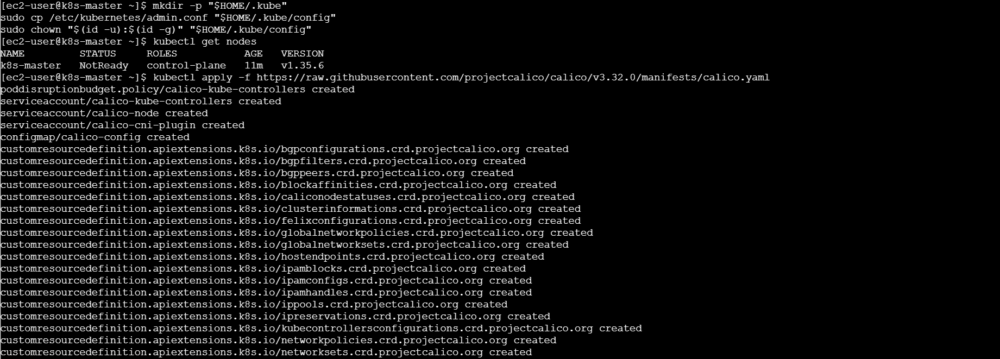 [ec2-user@k8s-master ~]$ mkdir -p "$HOME/.kube"
sudo cp /etc/kubernetes/admin.conf "$HOME/.kube/config"
sudo chown "$(id -u):$(id -g)" "$HOME/.kube/config"
[ec2-user@k8s-master ~]$ kubectl get nodes
NAME         STATUS     ROLES           AGE   VERSION
k8s-master   NotReady   control-plane   11m   v1.35.6
[ec2-user@k8s-master ~]$ kubectl apply -f https://raw.githubusercontent.com/projectcalico/calico/v3.32.0/manifests/calico.yaml
poddisruptionbudget.policy/calico-kube-controllers created
serviceaccount/calico-kube-controllers created
serviceaccount/calico-node created
serviceaccount/calico-cni-plugin created
configmap/calico-config created
customresourcedefinition.apiextensions.k8s.io/bgpconfigurations.crd.projectcalico.org created
customresourcedefinition.apiextensions.k8s.io/bgpfilters.crd.projectcalico.org created
customresourcedefinition.apiextensions.k8s.io/bgppeers.crd.projectcalico.org created
customresourcedefinition.apiextensions.k8s.io/blockaffinities.crd.projectcalico.org created
customresourcedefinition.apiextensions.k8s.io/caliconodestatuses.crd.projectcalico.org created
customresourcedefinition.apiextensions.k8s.io/clusterinformations.crd.projectcalico.org created
customresourcedefinition.apiextensions.k8s.io/felixconfigurations.crd.projectcalico.org created
customresourcedefinition.apiextensions.k8s.io/globalnetworkpolicies.crd.projectcalico.org created
customresourcedefinition.apiextensions.k8s.io/globalnetworksets.crd.projectcalico.org created
customresourcedefinition.apiextensions.k8s.io/hostendpoints.crd.projectcalico.org created
customresourcedefinition.apiextensions.k8s.io/ipamblocks.crd.projectcalico.org created
customresourcedefinition.apiextensions.k8s.io/ipamconfigs.crd.projectcalico.org created
customresourcedefinition.apiextensions.k8s.io/ipamhandles.crd.projectcalico.org created
customresourcedefinition.apiextensions.k8s.io/ippools.crd.projectcalico.org created
customresourcedefinition.apiextensions.k8s.io/ipreservations.crd.projectcalico.org created
customresourcedefinition.apiextensions.k8s.io/kubecontrollersconfigurations.crd.projectcalico.org created
customresourcedefinition.apiextensions.k8s.io/networkpolicies.crd.projectcalico.org created
customresourcedefinition.apiextensions.k8s.io/networksets.crd.projectcalico.org created